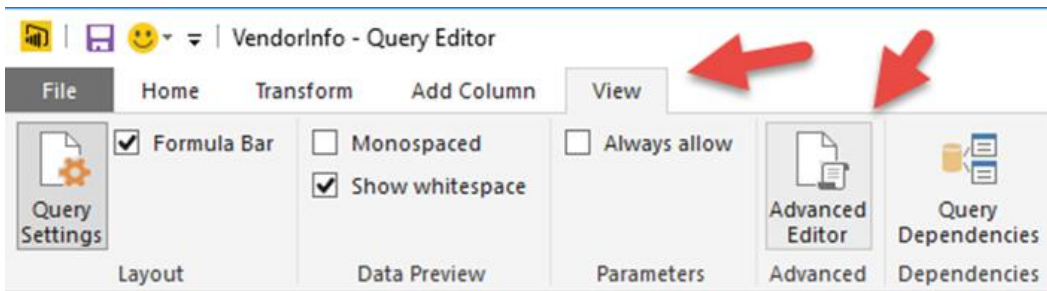 VendorInfo - Query Editor
File Home Transform Add Column View
Formula Bar Monospaced Always allow
Show whitespace
Query Advanced Query
Settings Editor Dependencies
Layout Data Preview Parameters Advanced Dependencies